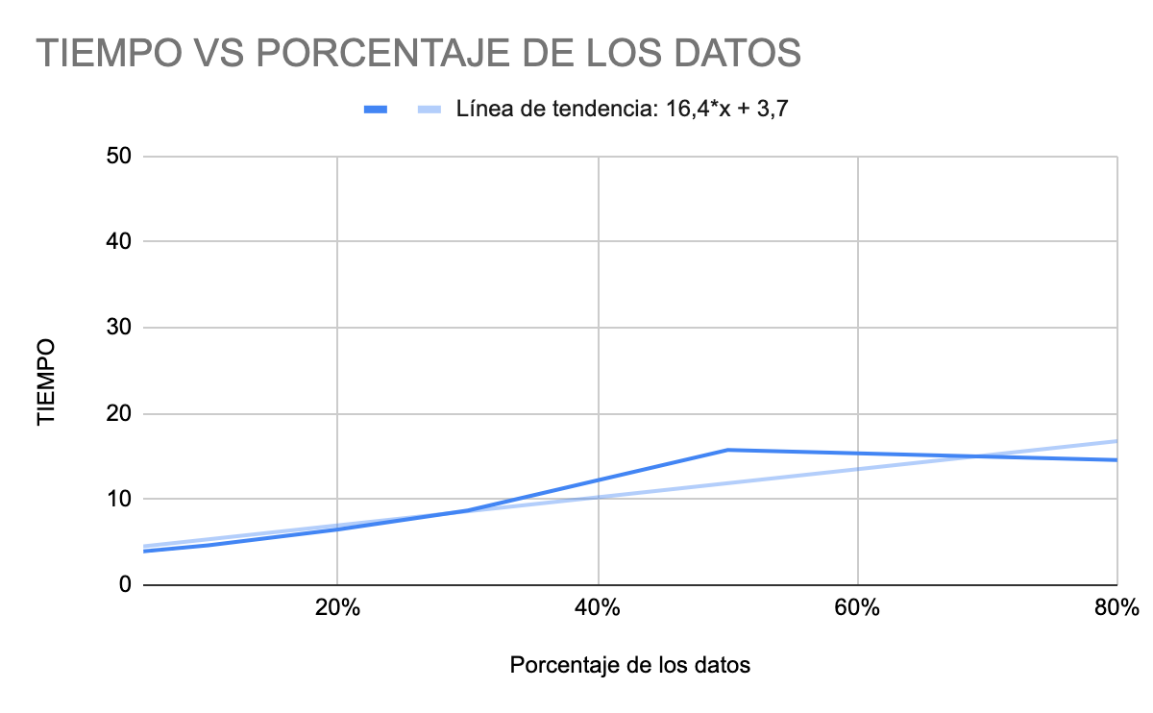 TIEMPO VS PORCENTAJE DE LOS DATOS
Línea de tendencia: 16,4*x + 3,7
50
40
30
20
10
0
TIEMPO
20%
40%
60%
80%
Porcentaje de los datos